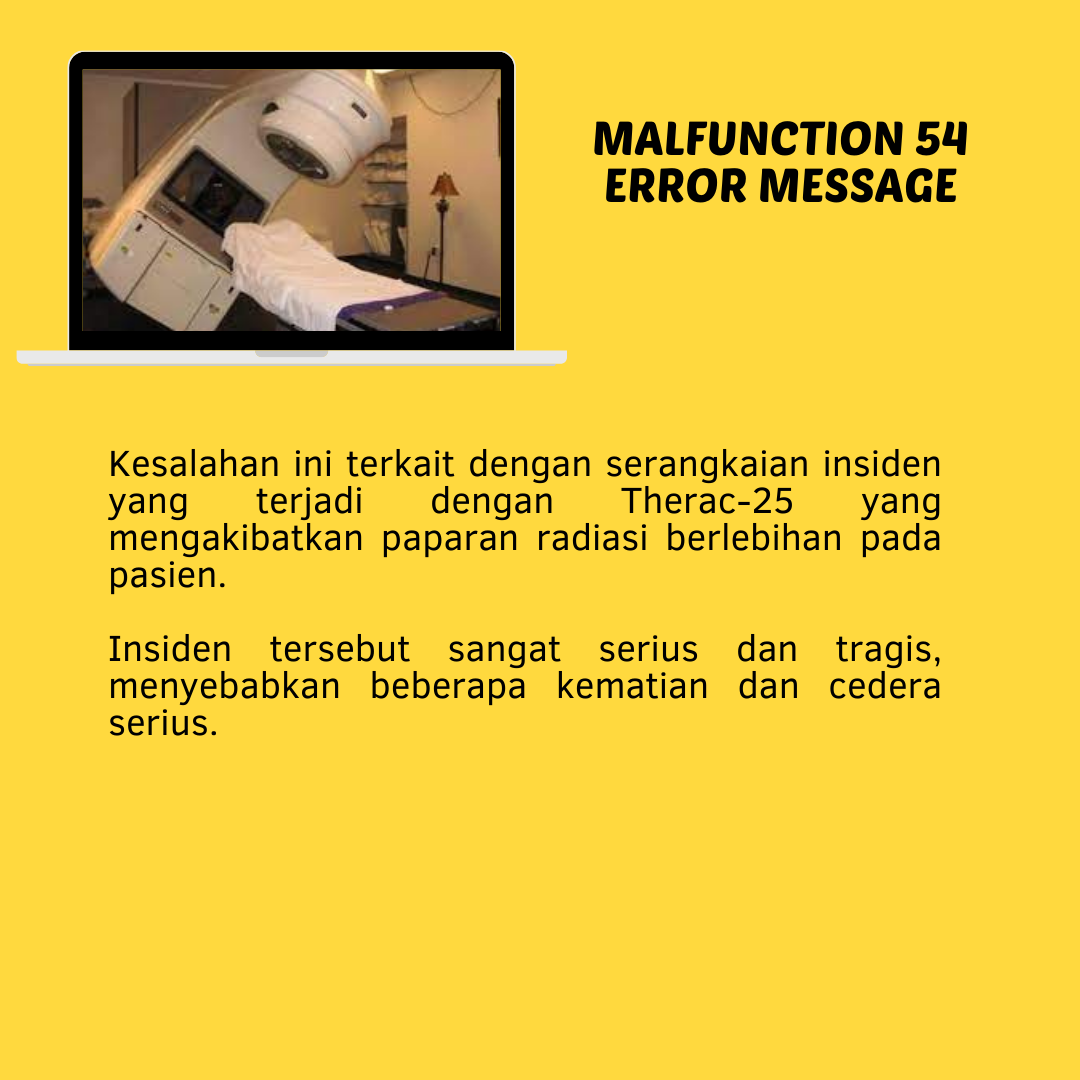 MALFUNCTION 54
ERROR MESSAGE
Kesalahan ini terkait dengan serangkaian insiden
yang terjadi dengan Therac-25 yang
mengakibatkan paparan radiasi berlebihan pada
pasien.
Insiden tersebut sangat serius dan tragis,
menyebabkan beberapa kematian dan cedera
serius.